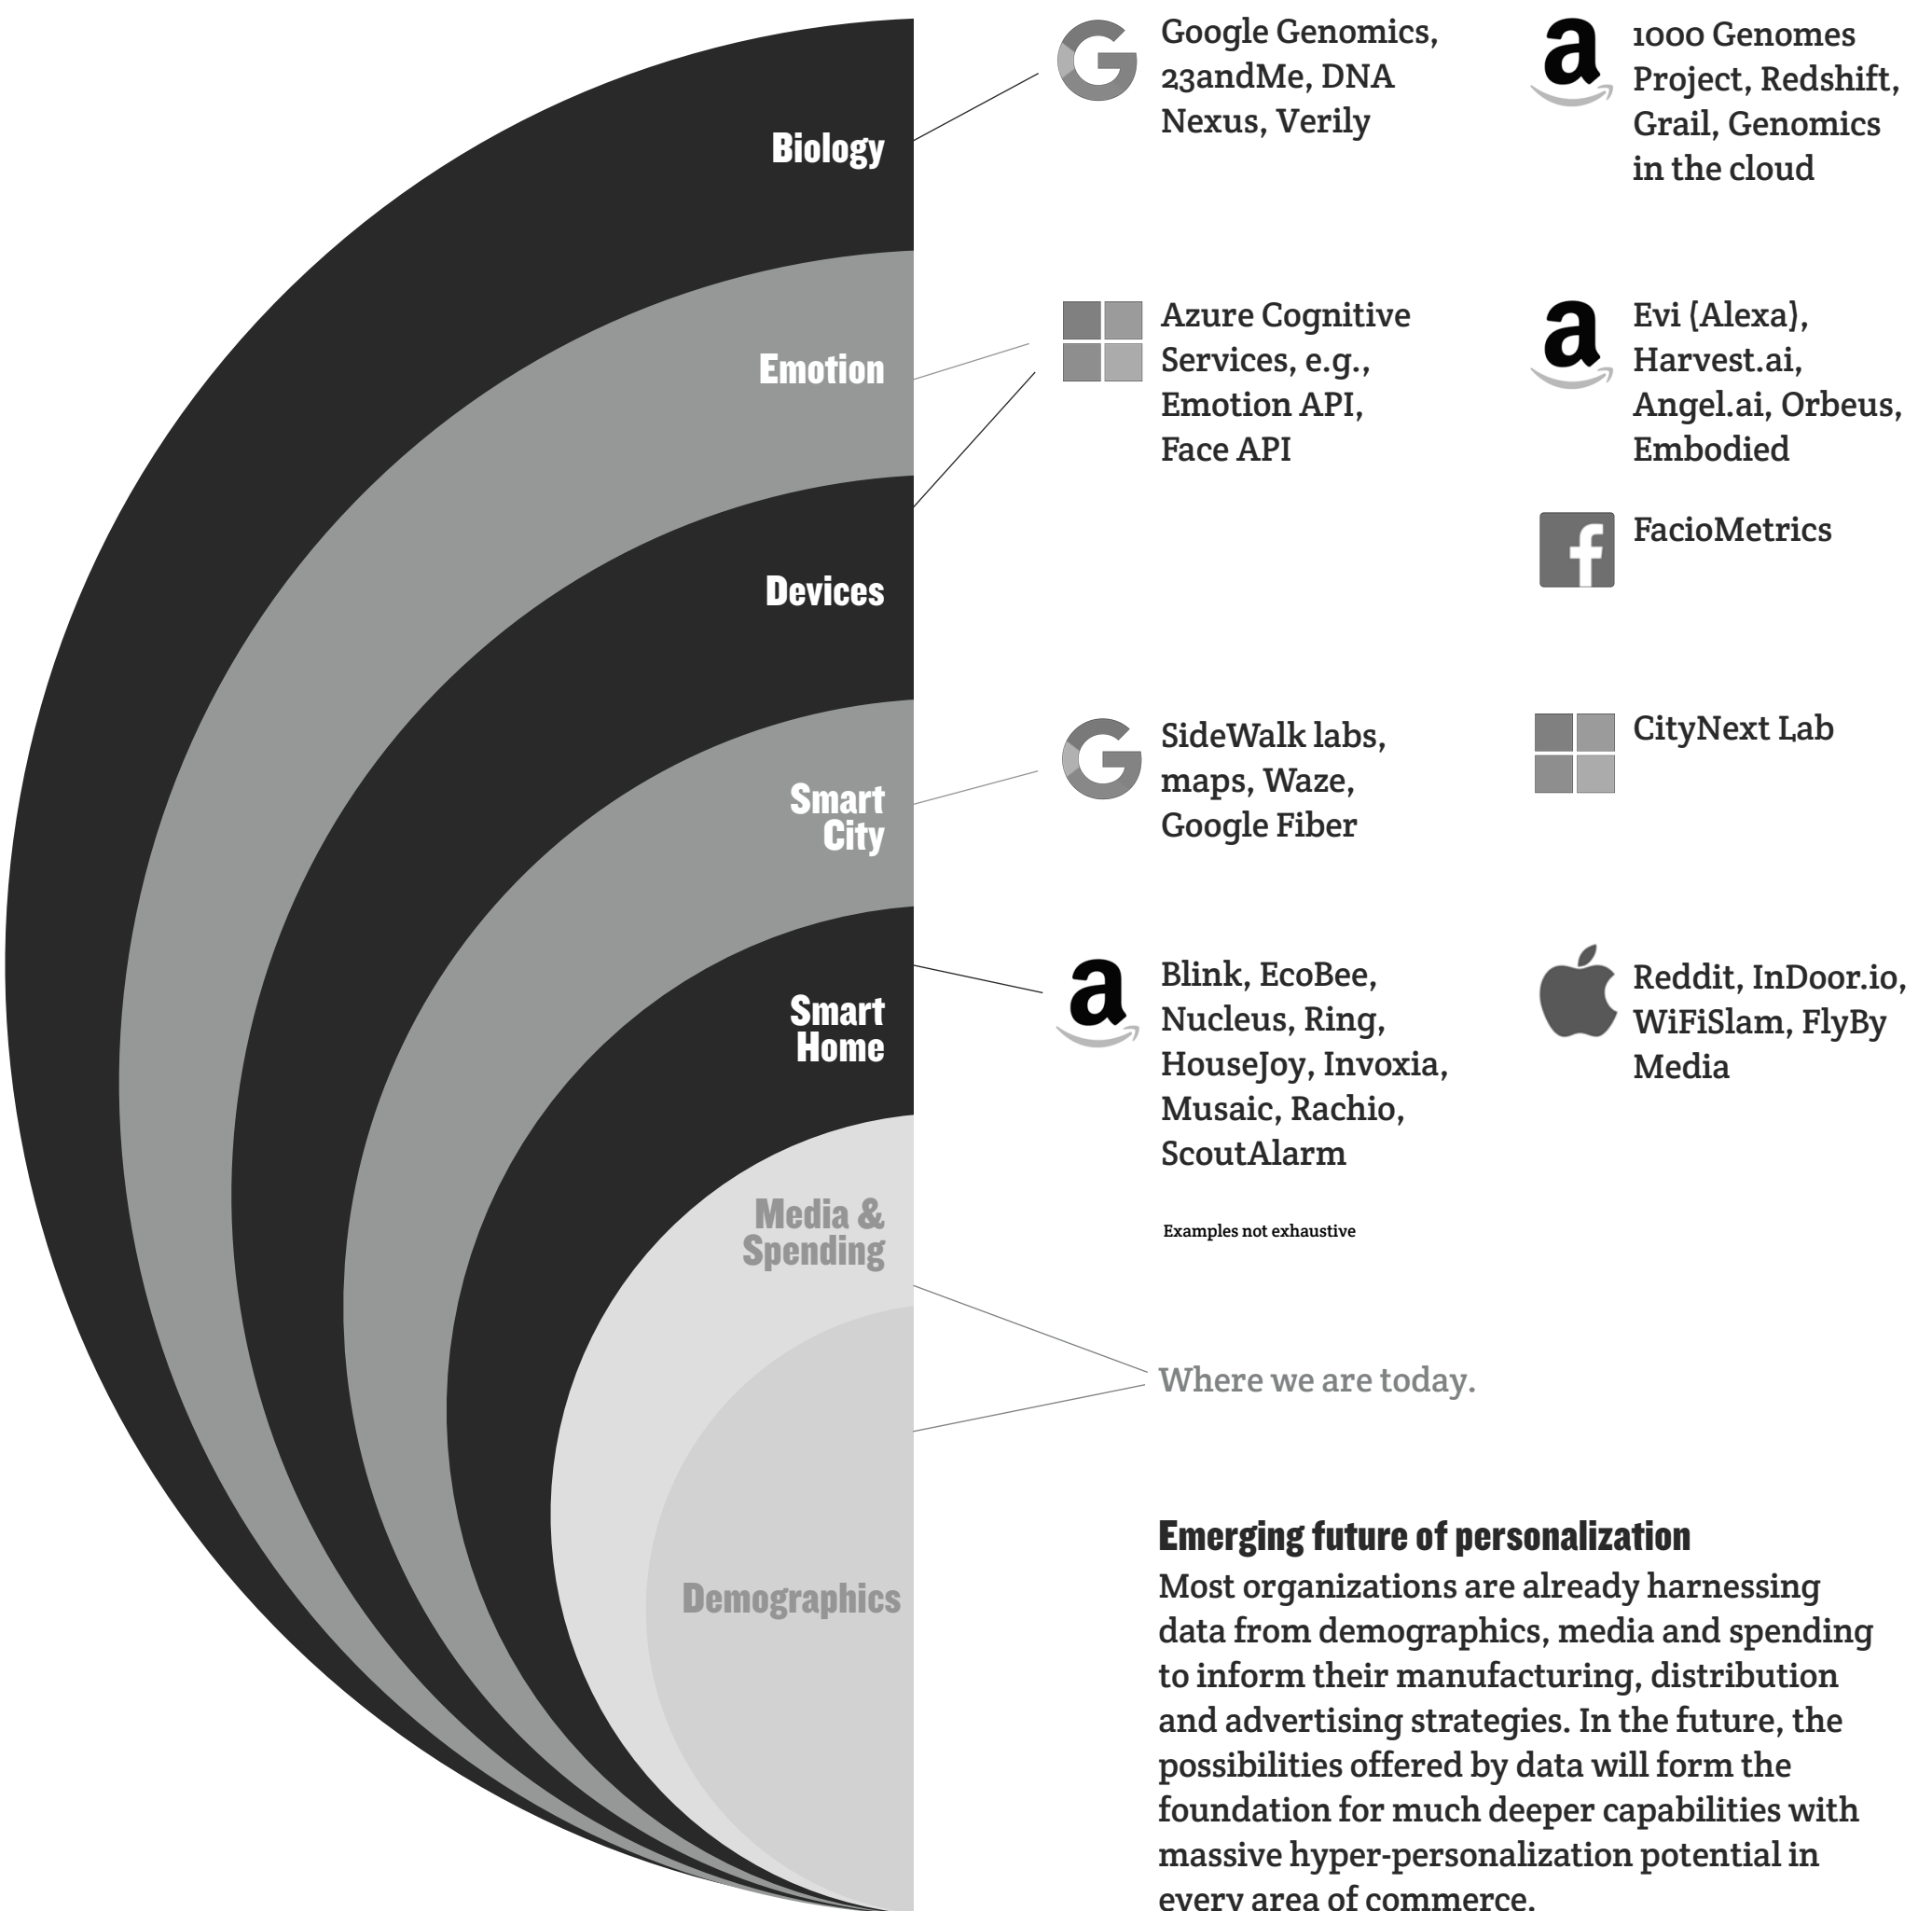 Biology
Google Genomics,
23andMe, DNA
Nexus, Verily
1000 Genomes
Project, Redshift,
Grail, Genomics
in the cloud
Emotion
Devices
Azure Cognitive
Services, e.g.,
Emotion API,
Face API
Evi (Alexa),
Harvest.ai,
Angel.ai, Orbeus,
Embodied
FacioMetrics
Smart
City
SideWalk labs,
maps, Waze,
Google Fiber
CityNext Lab
Smart
Home
Blink, EcoBee,
Nucleus, Ring,
HouseJoy, Invoxia,
Musaic, Rachio,
ScoutAlarm
Reddit, InDoor.io,
WiFiSlam, FlyBy
Media
Examples not exhaustive
Media &
Spending
Demographics
Where we are today.
Emerging future of personalization
Most organizations are already harnessing
data from demographics, media and spending
to inform their manufacturing, distribution
and advertising strategies. In the future, the
possibilities offered by data will form the
foundation for much deeper capabilities with
massive hyper-personalization potential in
every area of commerce.